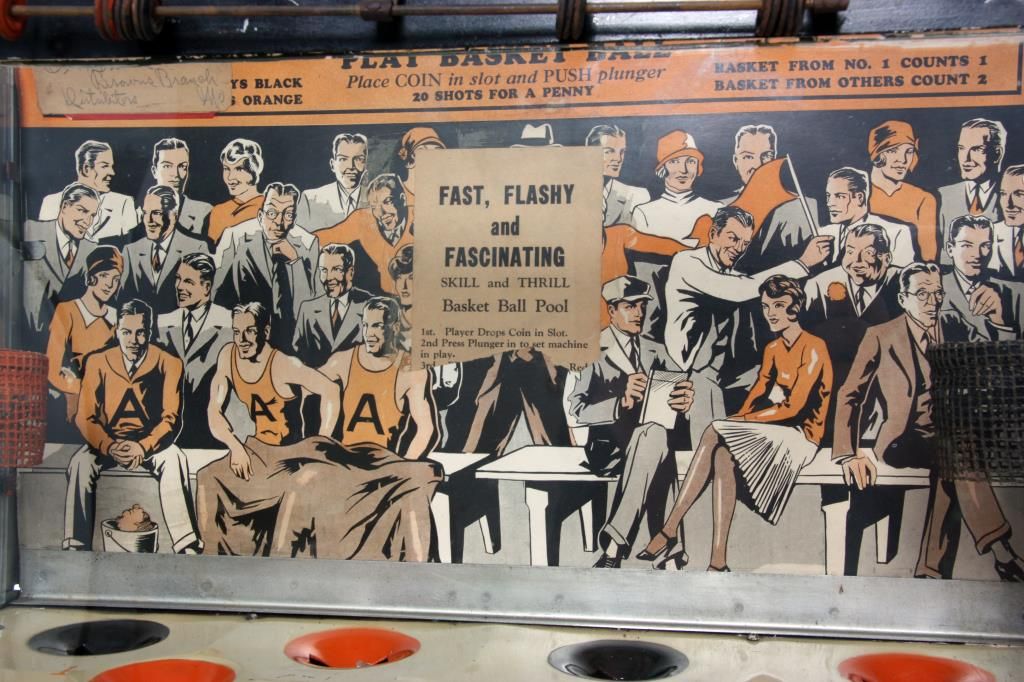 PLAY BASKET BALL
Place COIN in slot and PUSH plunger
20 SHOTS FOR A PENNY
YS BLACK
S ORANGE
BASKET FROM NO. 1 COUNTS 1
BASKET FROM OTHERS COUNT 2
Browns Branch
FAST, FLASHY
and
FASCINATING
SKILL and THRILL
Basket Ball Pool
1st. Player Drops Coin in Slot.
2nd Press Plunger in to set machine
in play.
A
A
A